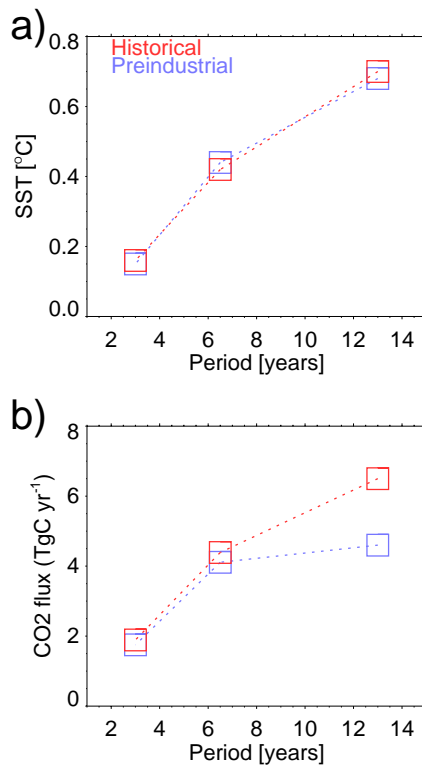 a)
Historical
Preindustrial
0.8
0.6
0.4
0.2
0.0
SST [°C]
2 4 6 8 10 12 14
Period [years]
b)
8
6
4
2
0
CO2 flux (TgC yr⁻¹)
2 4 6 8 10 12 14
Period [years]